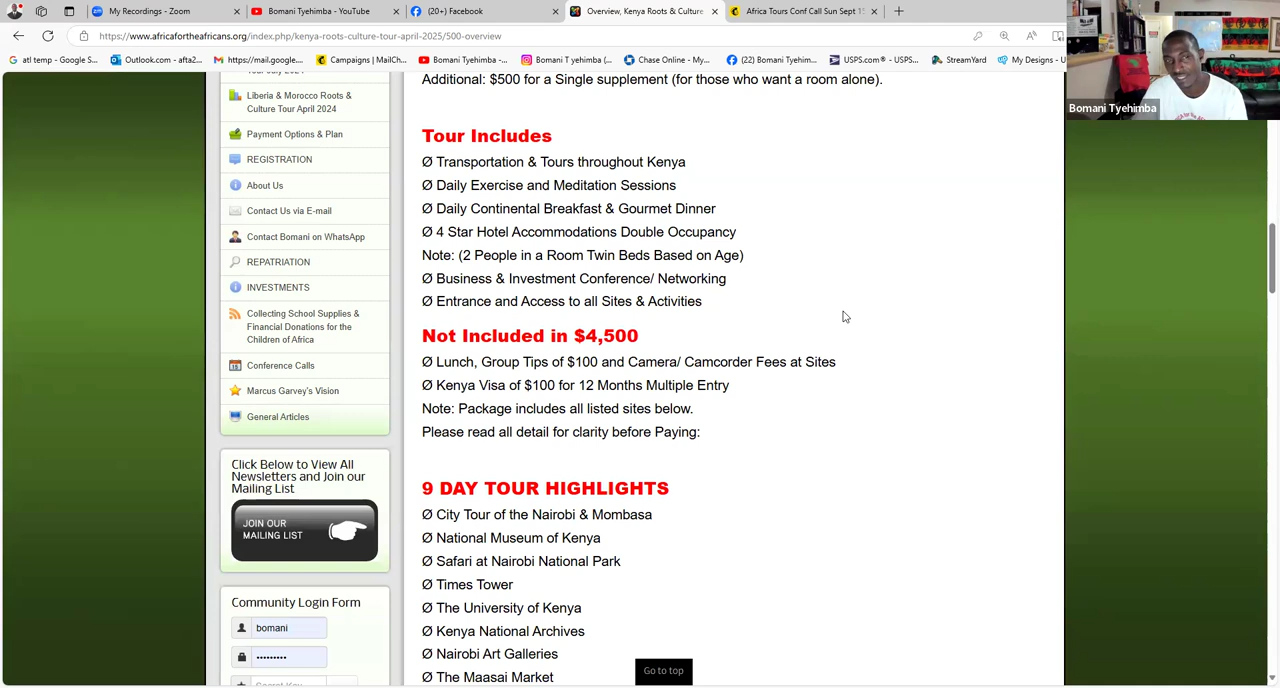 My Recordings - Zoom
Bomani Tyehimba - YouTube
(20+) Facebook
Overview, Kenya Roots & Culture
Africa Tours Conf Call Sun Sept 1
https://www.africafortheafricans.org/index.php/kenya-roots-culture-tour-april-2025/500-overview
atl temp - Google S...
Outlook.com - afta2...
https://mail.google....
Campaigns | MailCh...
Bomani Tyehimba -...
Bomani T yehimba (...
Chase Online - My...
(22) Bomani Tyehim...
USPS.com® - USPS...
StreamYard
My Designs -
Bomani Tyehimba
Liberia & Morocco Roots &
Culture Tour April 2024
Payment Options & Plan
REGISTRATION
About Us
Contact Us via E-mail
Contact Bomani on WhatsApp
REPATRIATION
INVESTMENTS
Collecting School Supplies &
Financial Donations for the
Children of Africa
Conference Calls
Marcus Garvey's Vision
General Articles
Click Below to View All
Newsletters and Join our
Mailing List
JOIN OUR
MAILING LIST
Community Login Form
bomani
•••••••••
Secret Key
Additional: $500 for a Single supplement (for those who want a room alone).
Tour Includes
Ø Transportation & Tours throughout Kenya
Ø Daily Exercise and Meditation Sessions
Ø Daily Continental Breakfast & Gourmet Dinner
Ø 4 Star Hotel Accommodations Double Occupancy
Note: (2 People in a Room Twin Beds Based on Age)
Ø Business & Investment Conference/ Networking
Ø Entrance and Access to all Sites & Activities
Not Included in $4,500
Ø Lunch, Group Tips of $100 and Camera/ Camcorder Fees at Sites
Ø Kenya Visa of $100 for 12 Months Multiple Entry
Note: Package includes all listed sites below.
Please read all detail for clarity before Paying:
9 DAY TOUR HIGHLIGHTS
Ø City Tour of the Nairobi & Mombasa
Ø National Museum of Kenya
Ø Safari at Nairobi National Park
Ø Times Tower
Ø The University of Kenya
Ø Kenya National Archives
Ø Nairobi Art Galleries
Ø The Maasai Market
Go to top